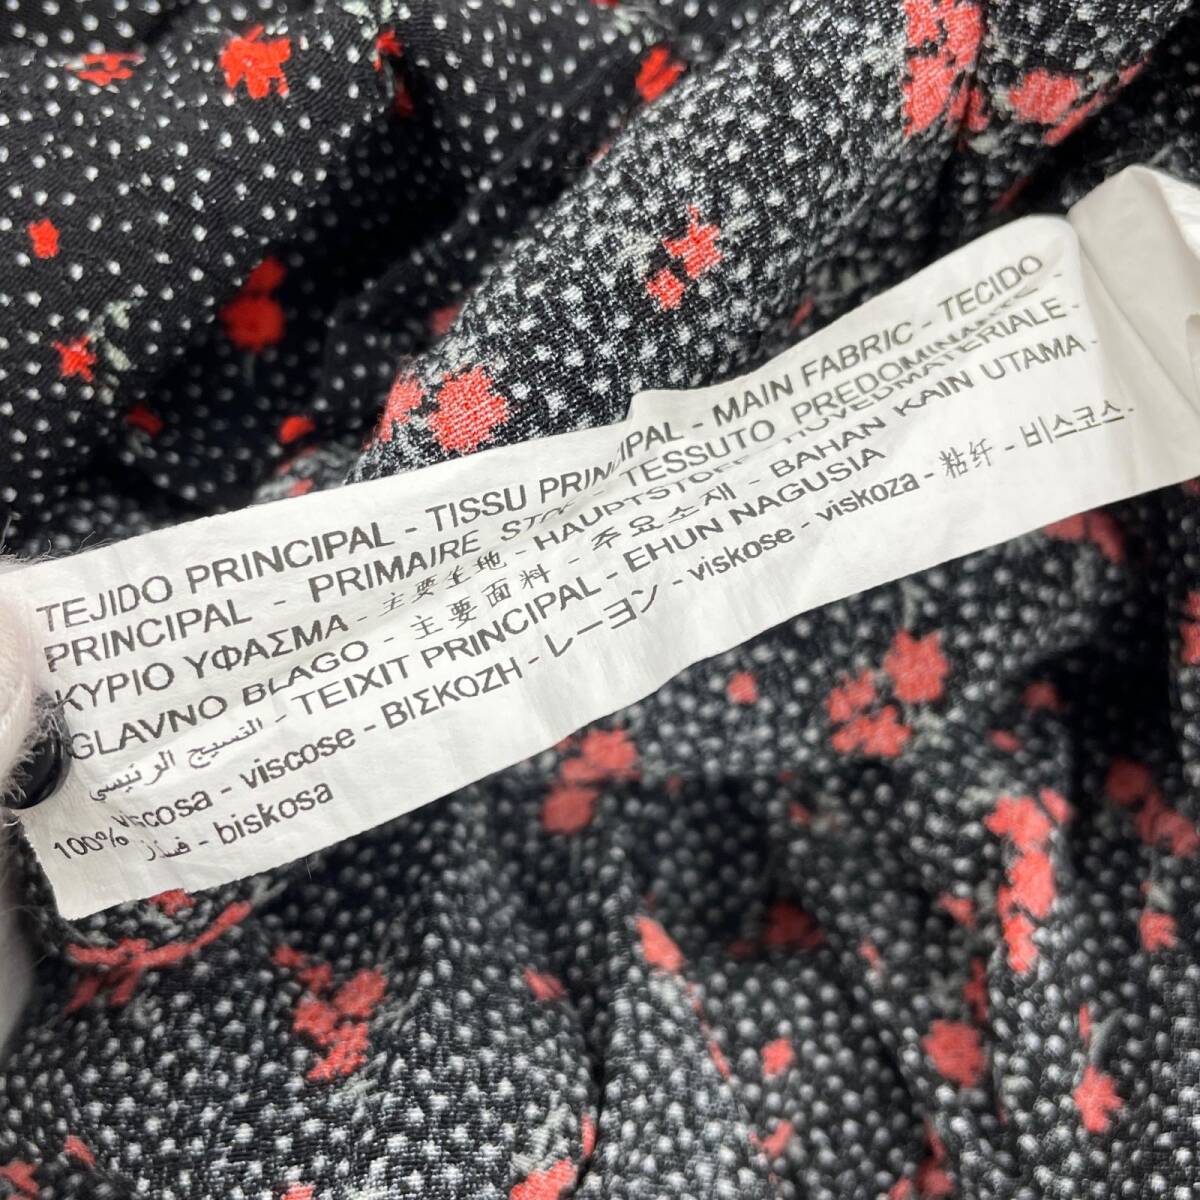 TEJIDO PRINCIPAL - TISSU PRINCIPAL - MAIN FABRIC - TECIDO
PRINCIPAL - PRIMAIRE STOF - TESSUTO PREDOMINANTE -
ΚΥΡΙΟ ΥΦΑΣΜΑ - 主要生地 - HAUPTSTOFF - HOVEDMATERIALE -
GLAVNO BLAGO - 主要面料 - 주요소재 - BAHAN KAIN UTAMA -
النسيج الرئيسي - TEIXIT PRINCIPAL - EHUN NAGUSIA
100% viscosa - viscose - ΒΙΣΚΟΖΗ - レーヨン - viskose - viskoza - 粘纤 - 비스코스 -
- biskosa